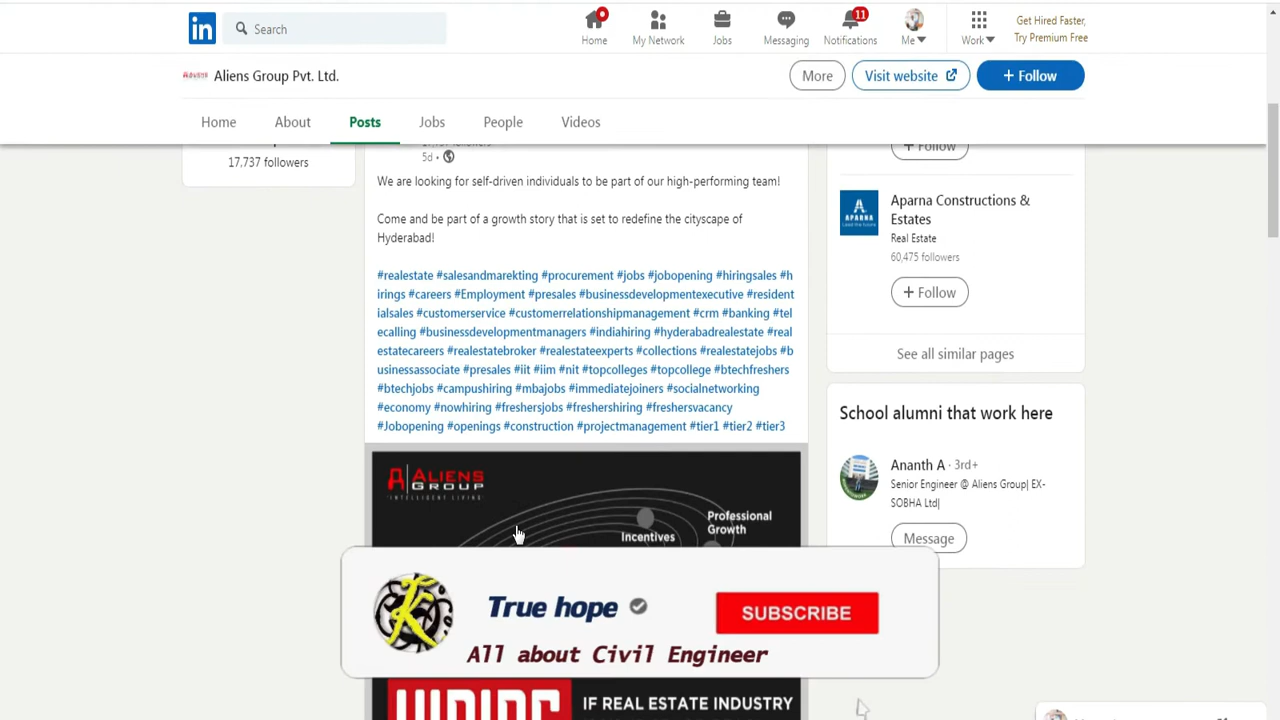 in
Search
Home
My Network
Jobs
Messaging
11
Notifications
Me
Work
Get Hired Faster,
Try Premium Free
Aliens Group Pvt. Ltd.
More
Visit website
+ Follow
Home
About
Posts
Jobs
People
Videos
17,737 followers
5d •
We are looking for self-driven individuals to be part of our high-performing team!
Come and be part of a growth story that is set to redefine the cityscape of
Hyderabad!
#realestate #salesandmarekting #procurement #jobs #jobopening #hiringsales #h
irings #careers #Employment #presales #businessdevelopmentexecutive #resident
ialsales #customerservice #customerrelationshipmanagement #crm #banking #tel
ecalling #businessdevelopmentmanagers #indiahiring #hyderabadrealestate #real
estatecareers #realestatebroker #realestateexperts #collections #realestatejobs #b
usinessassociate #presales #iit #iim #nit #topcolleges #topcollege #btechfreshers
#btechjobs #campushiring #mbajobs #immediatejoiners #socialnetworking
#economy #nowhiring #freshersjobs #freshershiring #freshersvacancy
#Jobopening #openings #construction #projectmanagement #tier1 #tier2 #tier3
ALIENS
GROUP
INTELLIGENT LIVING
Incentives
Professional
Growth
True hope
SUBSCRIBE
All about Civil Engineer
IF REAL ESTATE INDUSTRY
+ Follow
APARNA
Aparna Constructions &
Estates
Real Estate
60,475 followers
+ Follow
See all similar pages
School alumni that work here
Ananth A · 3rd+
Senior Engineer @ Aliens Group| EX-
SOBHA Ltd|
Message